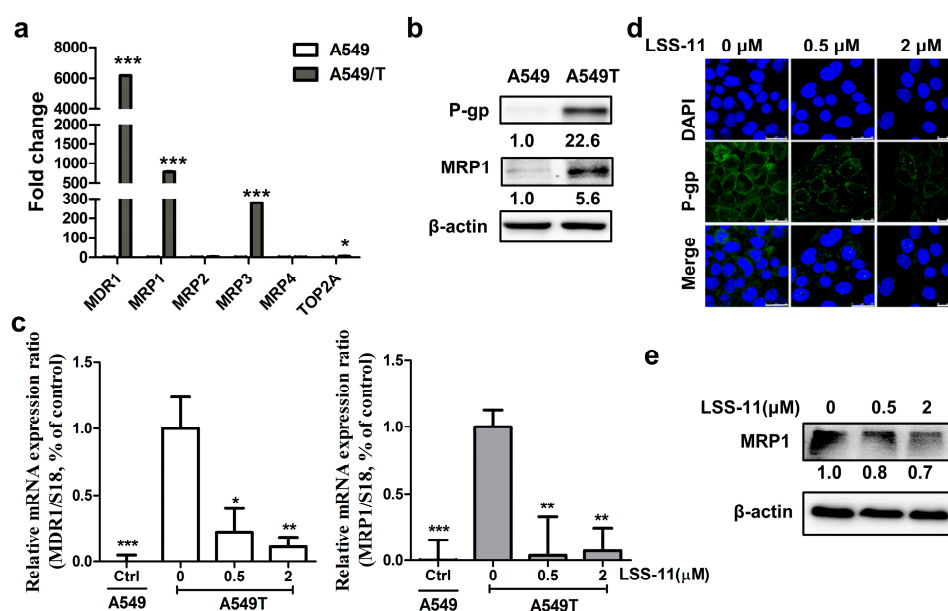 a
Fold change
8000
6000
4000
2000
1500
1000
500
300
200
100
0
***
***
***
*
A549
A549/T
MDR1
MRP1
MRP2
MRP3
MRP4
TOP2A
b
A549 A549T
P-gp
1.0 22.6
MRP1
1.0 5.6
β-actin
d
LSS-11 0 μM 0.5 μM 2 μM
DAPI
P-gp
Merge
c
Relative mRNA expression ratio
(MDR1/S18, % of control)
1.5
1.0
0.5
0.0
*** * **
Ctrl 0 0.5 2
A549 A549T
Relative mRNA expression ratio
(MRP1/S18, % of control)
1.5
1.0
0.5
0.0
*** ** **
Ctrl 0 0.5 2 LSS-11(μM)
A549 A549T
e
LSS-11(μM) 0 0.5 2
MRP1
1.0 0.8 0.7
β-actin